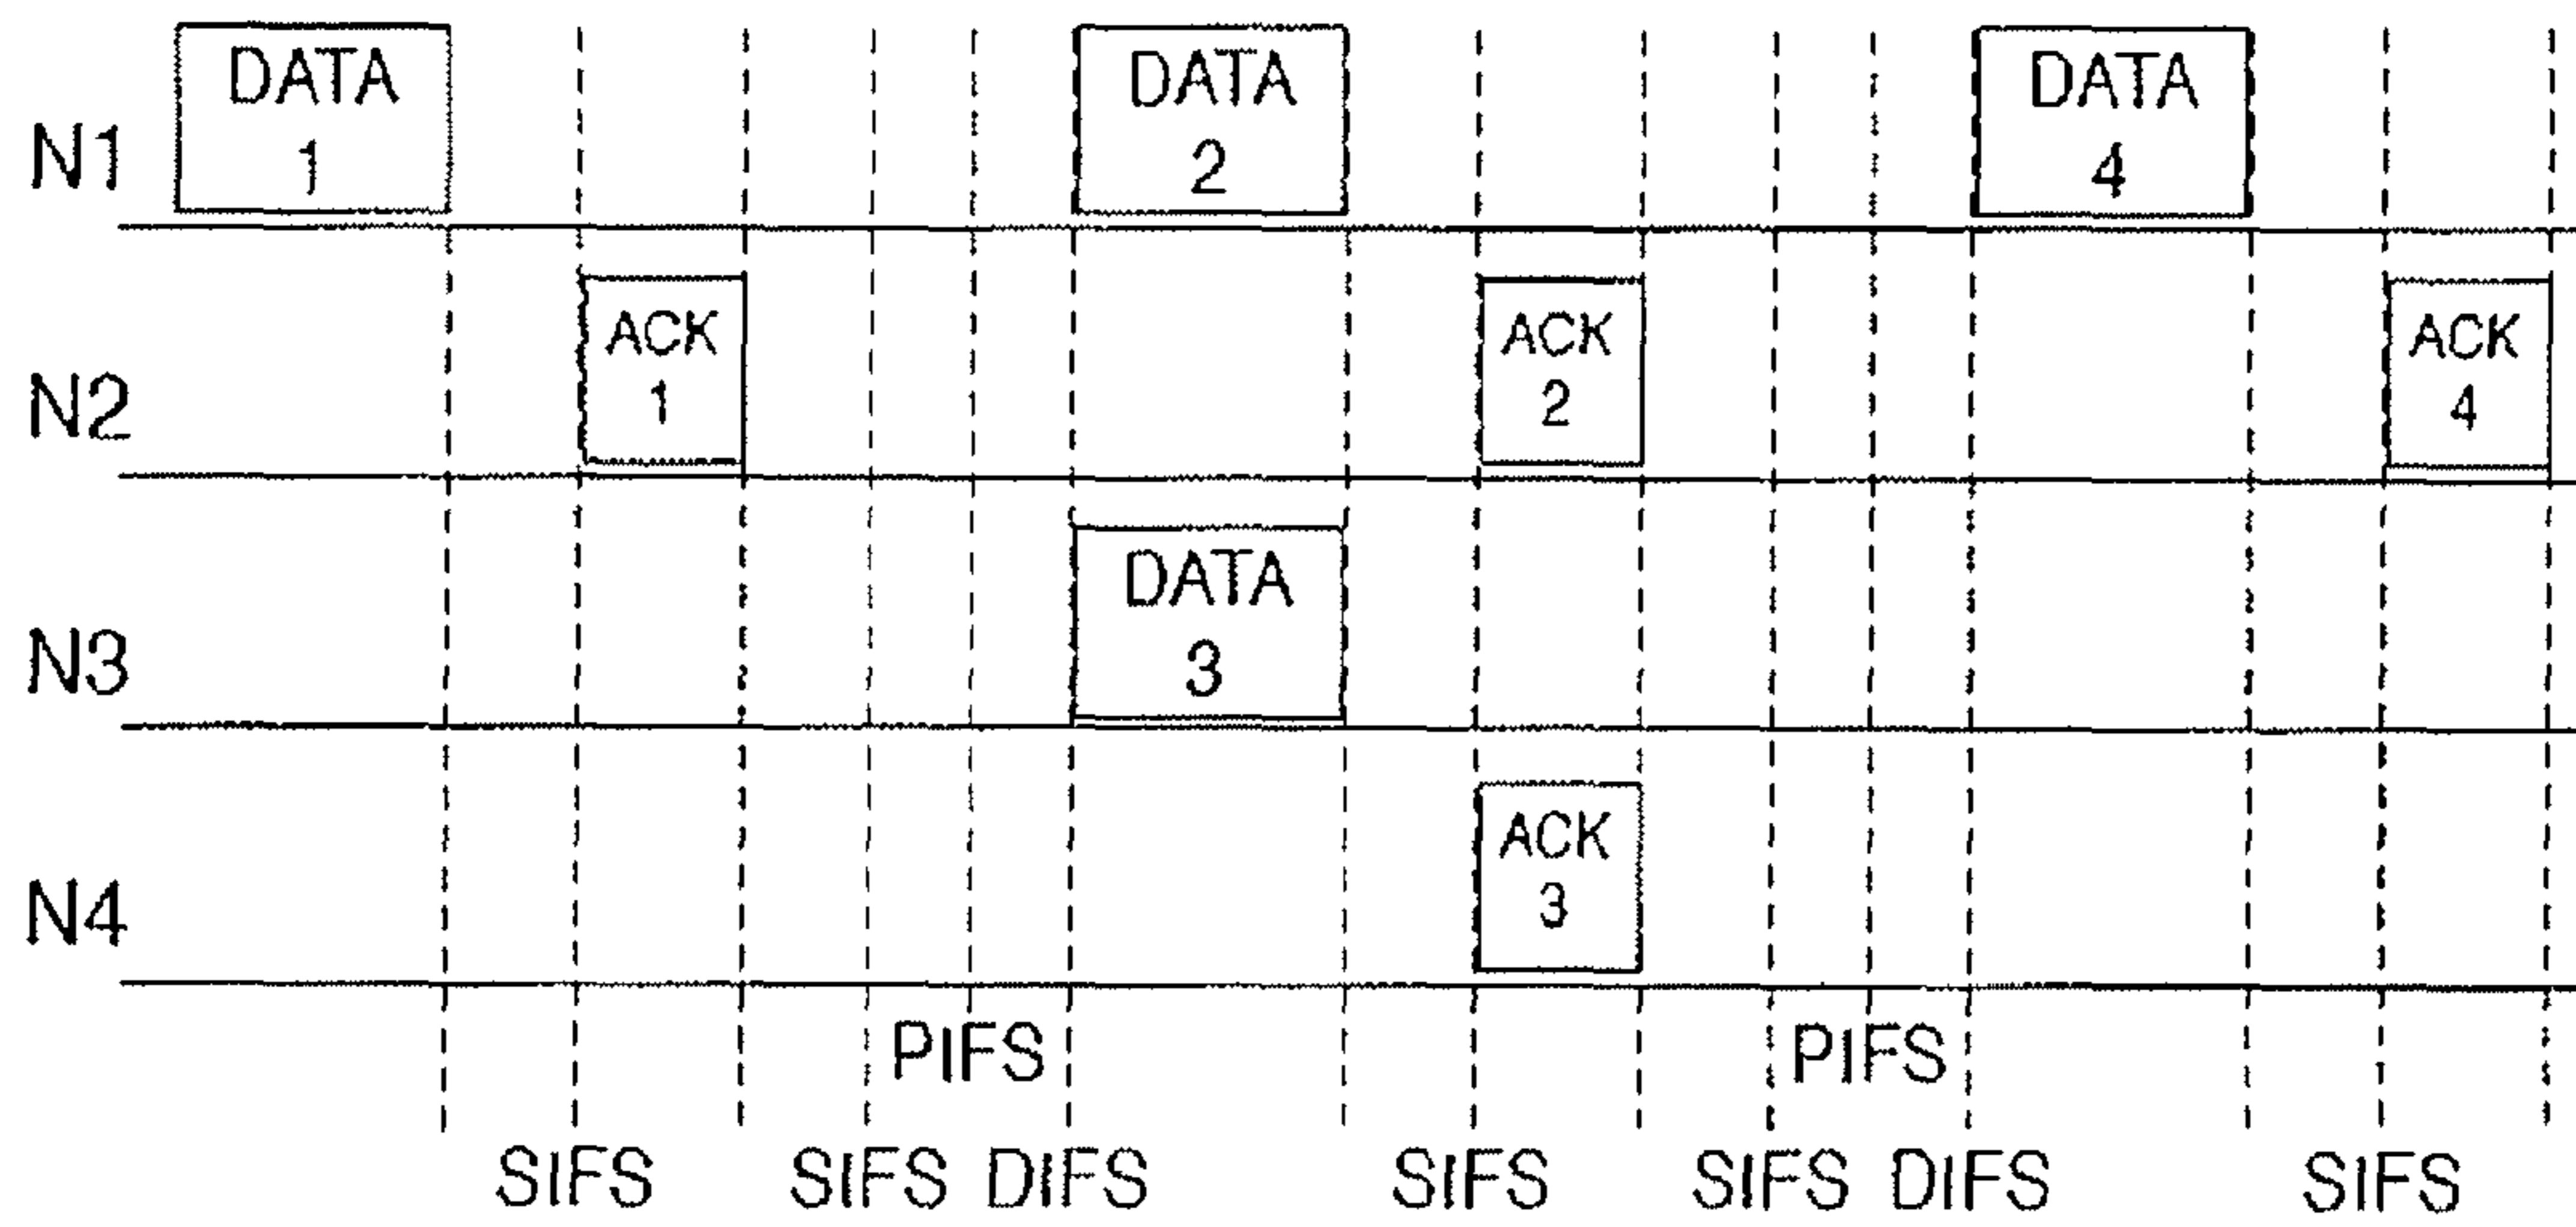 DATA
1
DATA
2
DATA
4
N1
ACK
1
ACK
2
ACK
4
N2
DATA
3
N3
ACK
3
N4
PIFS
PIFS
SIFS
SIFS
DIFS
SIFS
SIFS
DIFS
SIFS